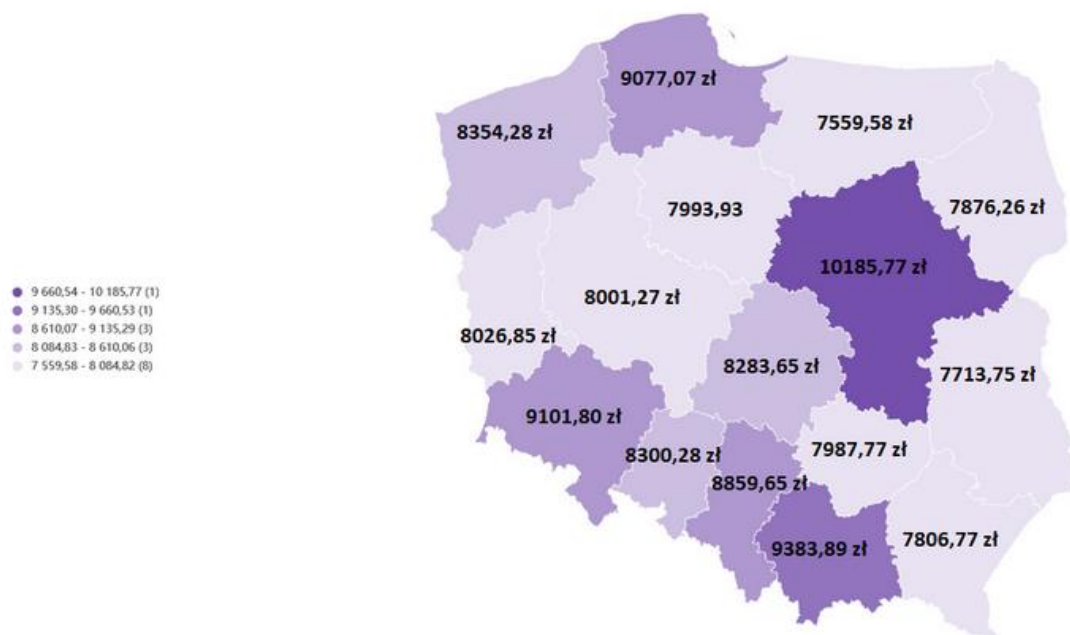 9077,07 zł
8354,28 zł
7559,58 zł
7993,93
7876,26 zł
10185,77 zł
8001,27 zł
8026,85 zł
8283,65 zł
7713,75 zł
9101,80 zł
8300,28 zł
7987,77 zł
8859,65 zł
9383,89 zł
7806,77 zł
9 660,54 - 10 185,77 (1)
9 135,30 - 9 660,53 (1)
8 610,07 - 9 135,29 (3)
8 084,83 - 8 610,06 (3)
7 559,58 - 8 084,82 (8)